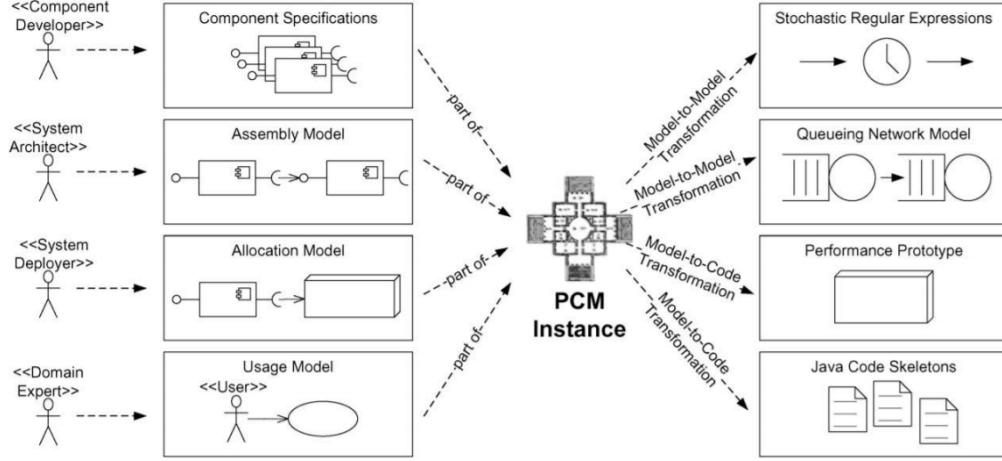 <<Component
Developer>>
Component Specifications
<<System
Architect>>
Assembly Model
<<System
Deployer>>
Allocation Model
<<Domain
Expert>>
Usage Model
<<User>>
part of
part of
part of
part of
PCM
Instance
Model-to-Model
Transformation
Model-to-Model
Transformation
Model-to-Code
Transformation
Model-to-Code
Transformation
Stochastic Regular Expressions
Queueing Network Model
Performance Prototype
Java Code Skeletons